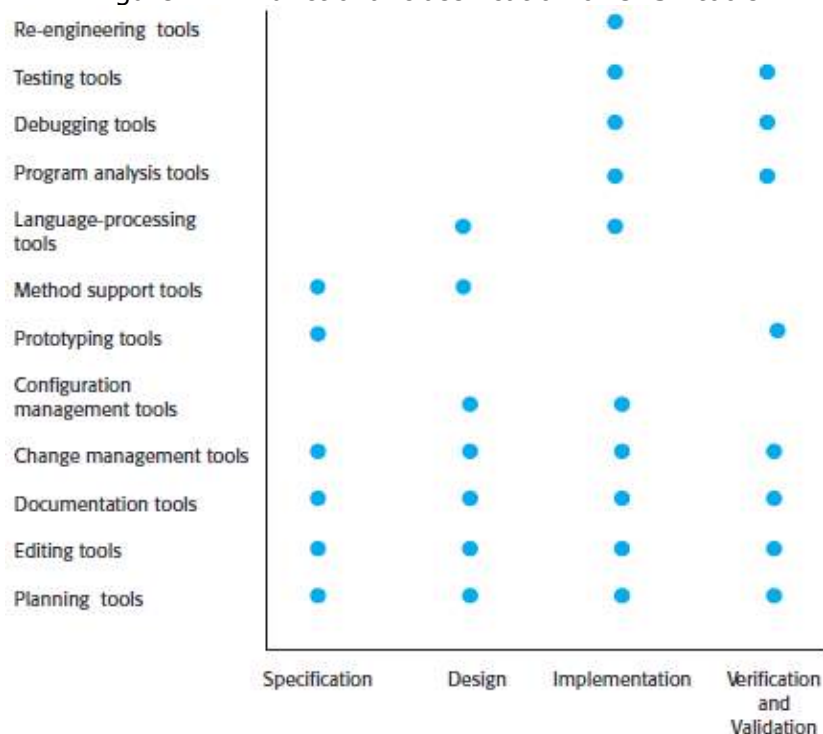 Re-engineering tools
Testing tools
Debugging tools
Program analysis tools
Language-processing
tools
Method support tools
Prototyping tools
Configuration
management tools
Change management tools
Documentation tools
Editing tools
Planning tools
Specification
Design
Implementation
Verification
and
Validation